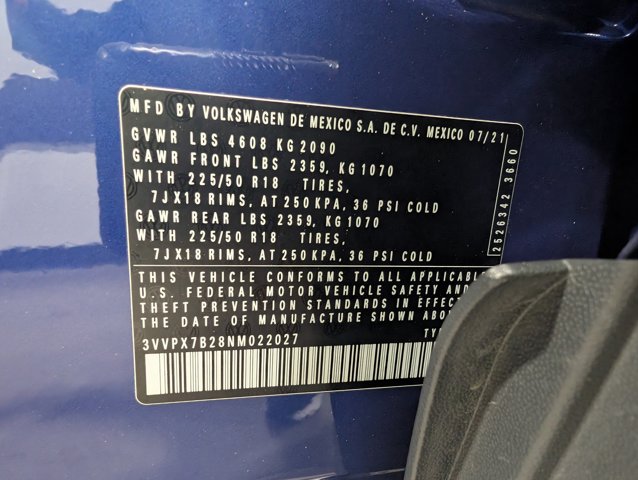 MFD BY VOLKSWAGEN DE MEXICO S.A. DE C.V. MEXICO 07/21
GVWR LBS 4608 KG 2090
GAWR FRONT LBS 2359, KG 1070
WITH 225/50 R18 TIRES,
7JX18 RIMS, AT 250 KPA, 36 PSI COLD
GAWR REAR LBS 2359, KG 1070
WITH 225/50 R18 TIRES,
7JX18 RIMS, AT 250 KPA, 36 PSI COLD
2526342 3660
THIS VEHICLE CONFORMS TO ALL APPLICABLE
U.S. FEDERAL MOTOR VEHICLE SAFETY AND
THEFT PREVENTION STANDARDS IN EFFECT
THE DATE OF MANUFACTURE SHOWN ABO
3VVPX7B28NM022027 TY